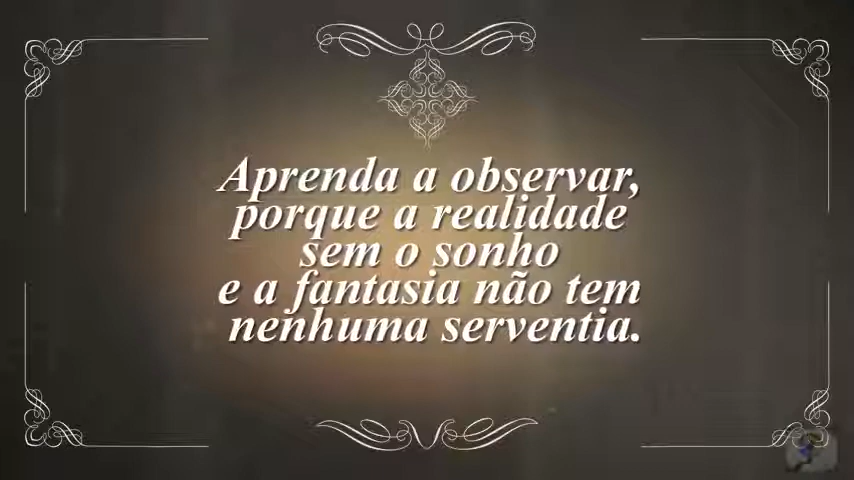 Aprenda a observar,
porque a realidade
sem o sonho
e a fantasia não tem
nenhuma serventia.